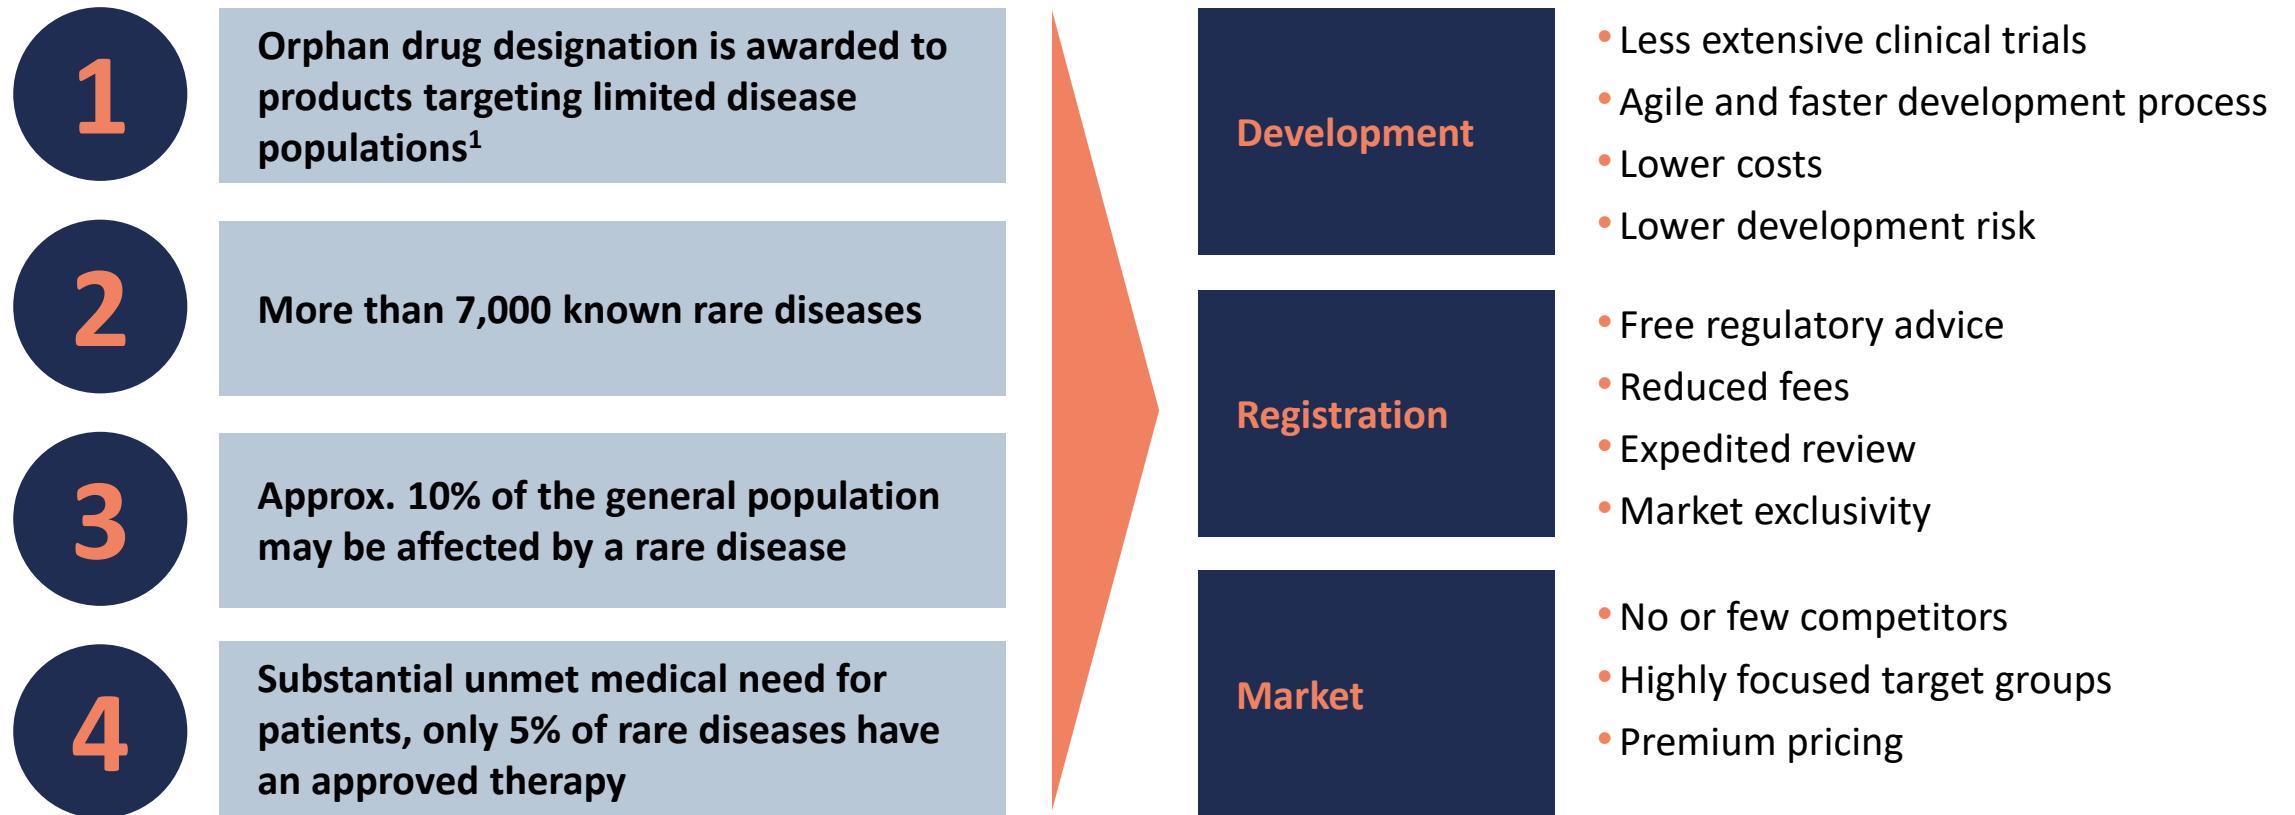 1
Orphan drug designation is awarded to
products targeting limited disease
populations¹
2
More than 7,000 known rare diseases
3
Approx. 10% of the general population
may be affected by a rare disease
4
Substantial unmet medical need for
patients, only 5% of rare diseases have
an approved therapy
Development
• Less extensive clinical trials
• Agile and faster development process
• Lower costs
• Lower development risk
Registration
• Free regulatory advice
• Reduced fees
• Expedited review
• Market exclusivity
Market
• No or few competitors
• Highly focused target groups
• Premium pricing